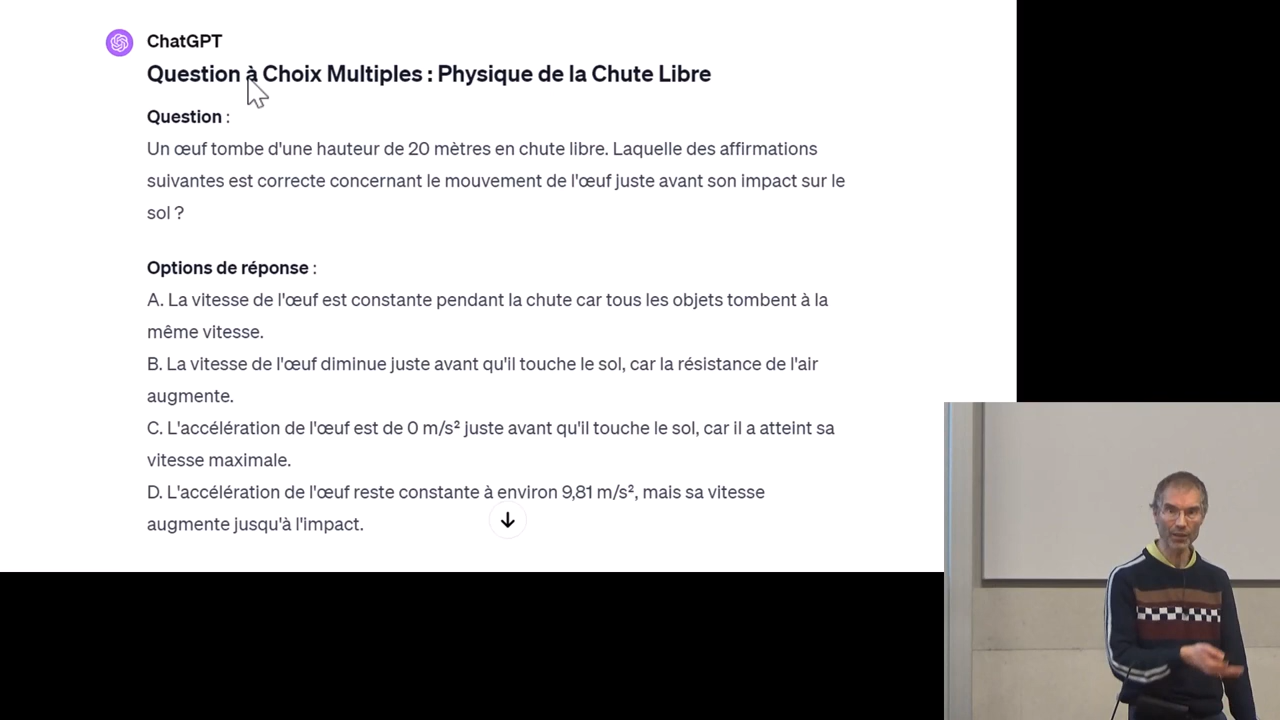 ChatGPT
Question à Choix Multiples : Physique de la Chute Libre
Question :
Un œuf tombe d'une hauteur de 20 mètres en chute libre. Laquelle des affirmations
suivantes est correcte concernant le mouvement de l'œuf juste avant son impact sur le
sol ?
Options de réponse :
A. La vitesse de l'œuf est constante pendant la chute car tous les objets tombent à la
même vitesse.
B. La vitesse de l'œuf diminue juste avant qu'il touche le sol, car la résistance de l'air
augmente.
C. L'accélération de l'œuf est de 0 m/s² juste avant qu'il touche le sol, car il a atteint sa
vitesse maximale.
D. L'accélération de l'œuf reste constante à environ 9,81 m/s², mais sa vitesse
augmente jusqu'à l'impact.